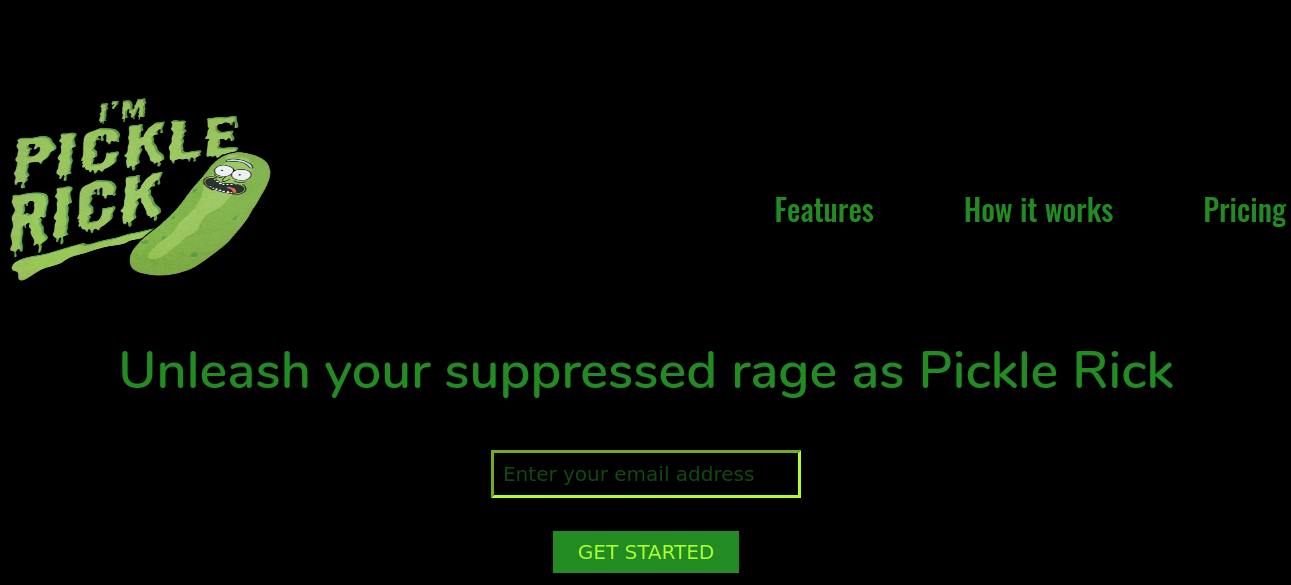 I'M
PICKLE
RICK
Features
How it works
Pricing
Unleash your suppressed rage as Pickle Rick
Enter your email address
GET STARTED